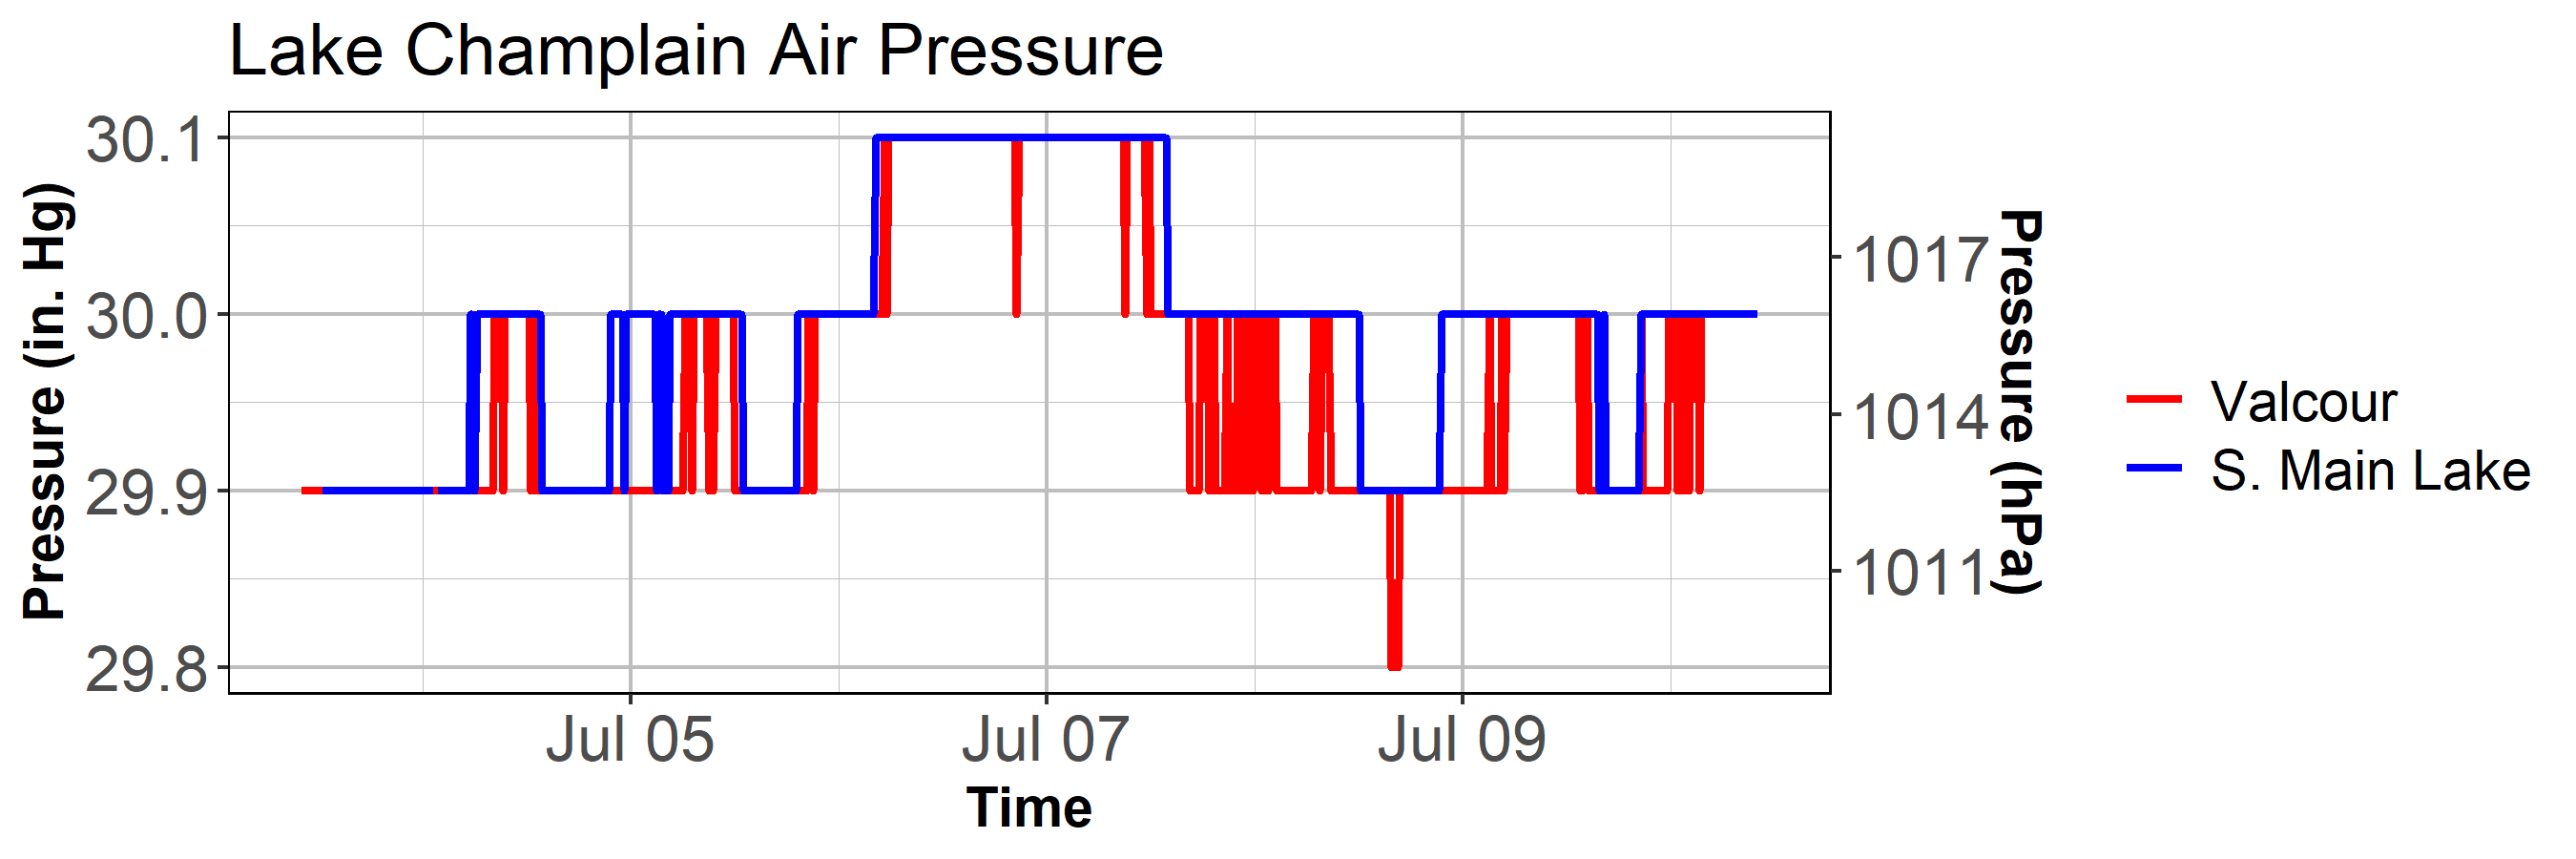 Lake Champlain Air Pressure
Pressure (in. Hg)
30.1
30.0
29.9
29.8
1017
1014
1011
Pressure (hPa)
Valcour
S. Main Lake
Jul 05 Jul 07 Jul 09
Time